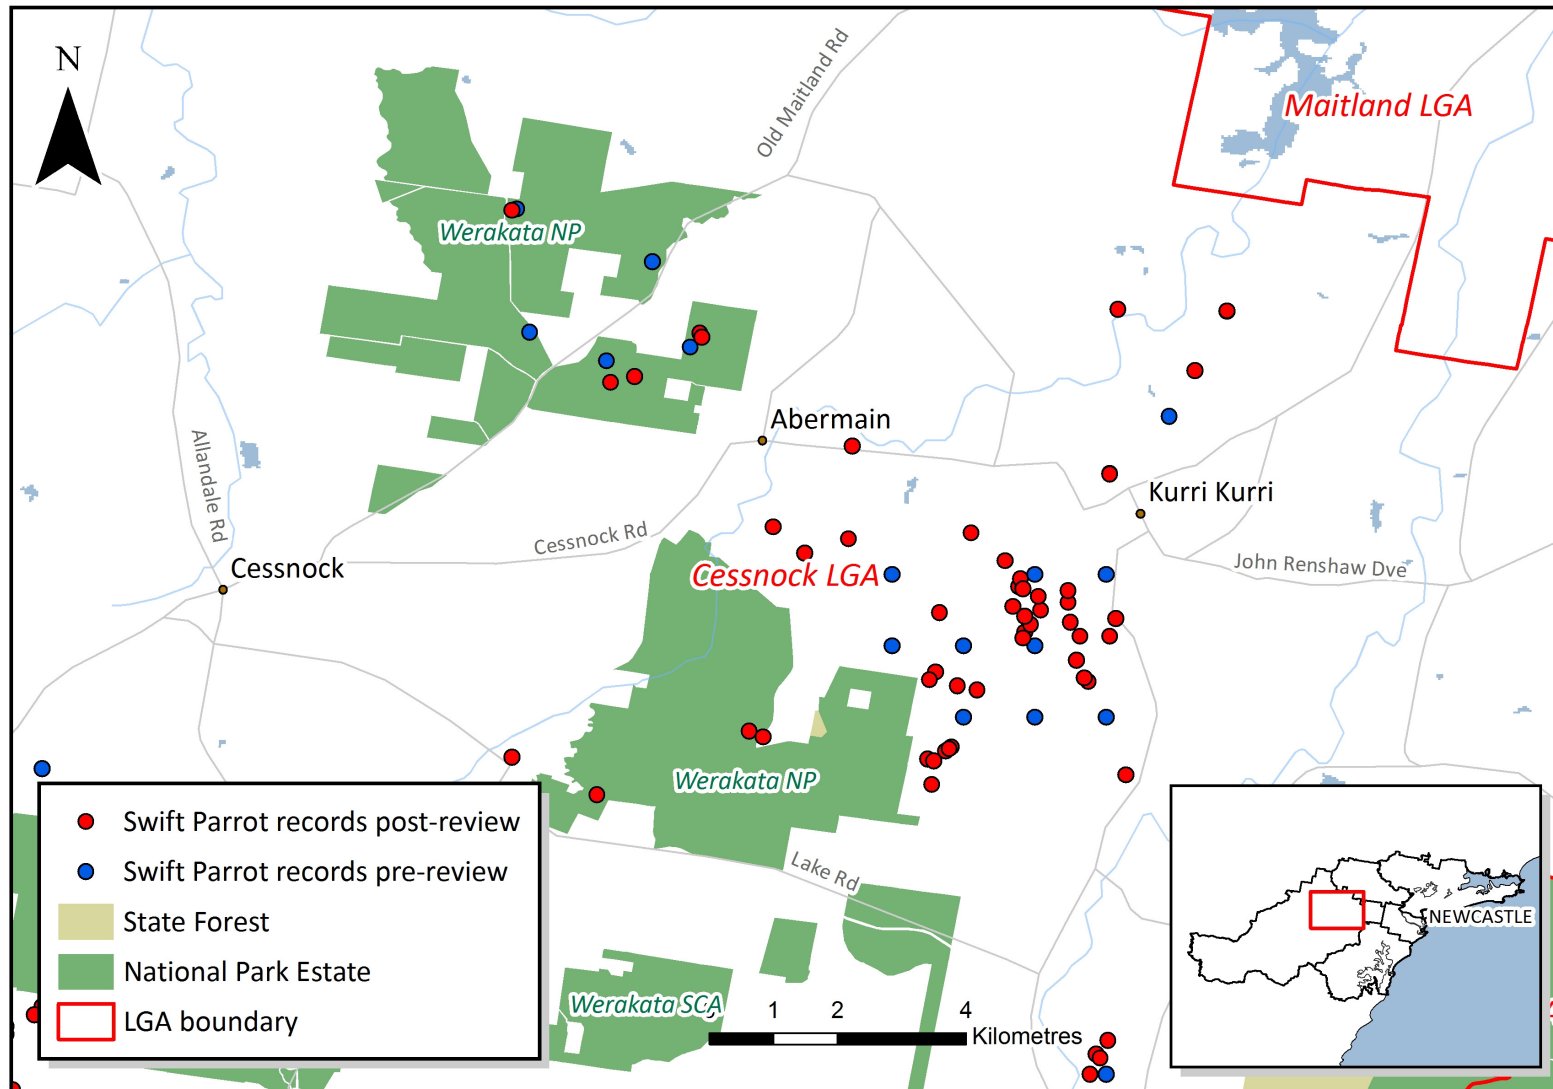 N
Old Maitland Rd
Maitland LGA
Werakata NP
Abermain
Allandale Rd
Kurri Kurri
Cessnock Rd
Cessnock
Cessnock LGA
John Renshaw Dve
Werakata NP
Lake Rd
Swift Parrot records post-review
Swift Parrot records pre-review
State Forest
National Park Estate
LGA boundary
Werakata SCA
1 2 4
Kilometres
NEWCASTLE